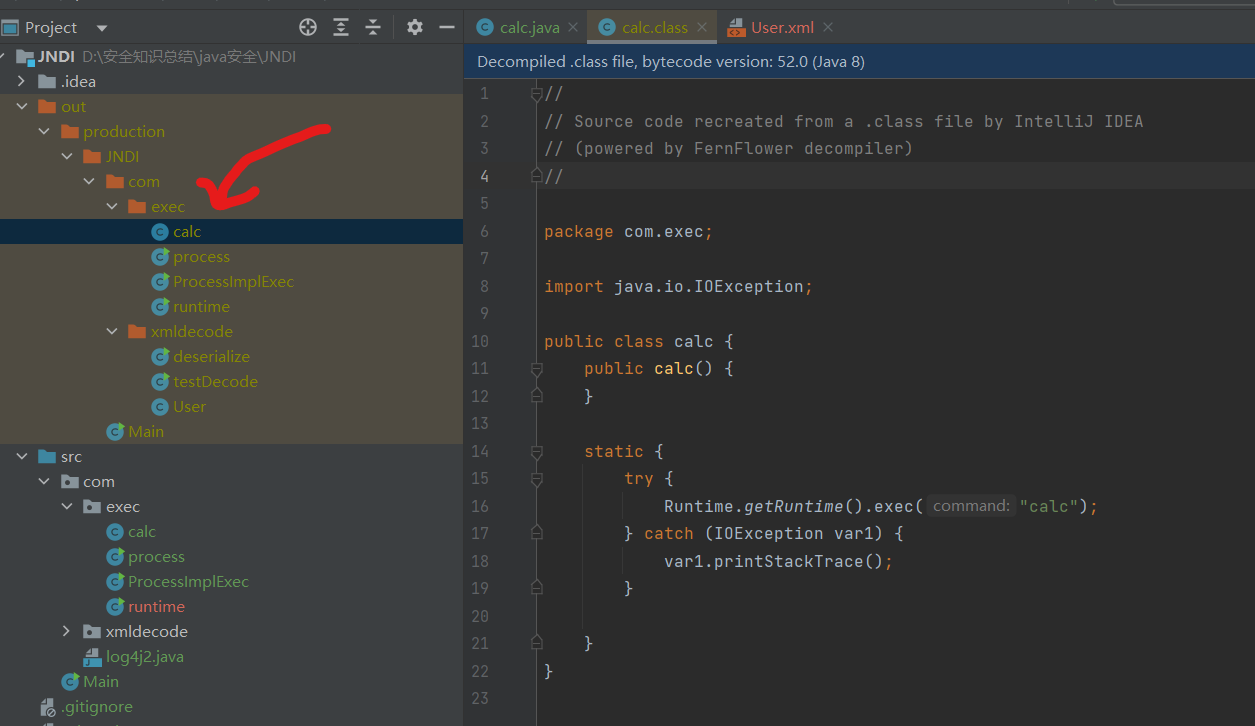 Project
JNDI D:\安全知识总结\java安全\JNDI
.idea
out
production
JNDI
com
exec
calc
process
ProcessImplExec
runtime
xmldecode
deserialize
testDecode
User
Main
src
com
exec
calc
process
ProcessImplExec
runtime
xmldecode
log4j2.java
Main
.gitignore
calc.java
calc.class
User.xml
Decompiled .class file, bytecode version: 52.0 (Java 8)
1 //
2 // Source code recreated from a .class file by IntelliJ IDEA
3 // (powered by FernFlower decompiler)
4 //
5
6 package com.exec;
7
8 import java.io.IOException;
9
10 public class calc {
11 public calc() {
12 }
13
14 static {
15 try {
16 Runtime.getRuntime().exec( command: "calc");
17 } catch (IOException var1) {
18 var1.printStackTrace();
19 }
20
21 }
22 }
23